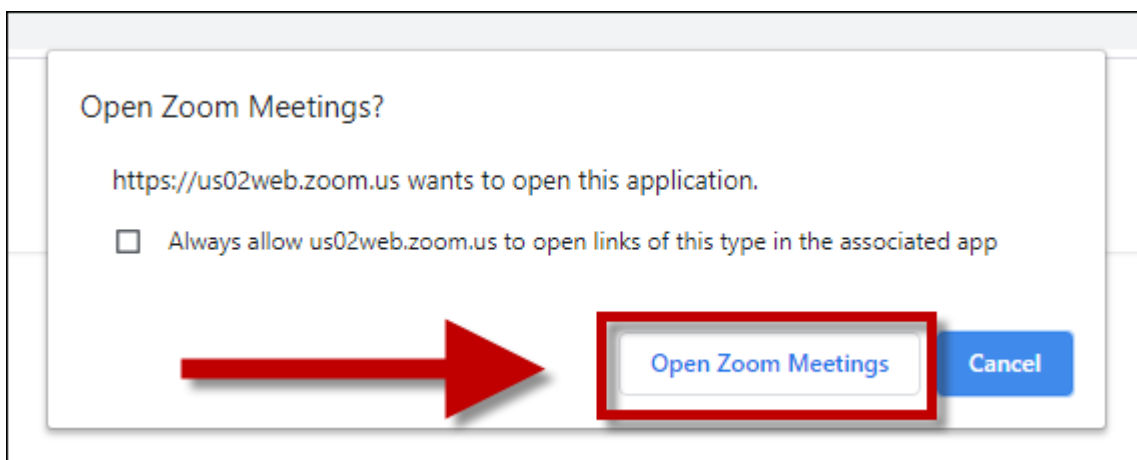 Open Zoom Meetings?
https://us02web.zoom.us wants to open this application.
Always allow us02web.zoom.us to open links of this type in the associated app
Open Zoom Meetings
Cancel